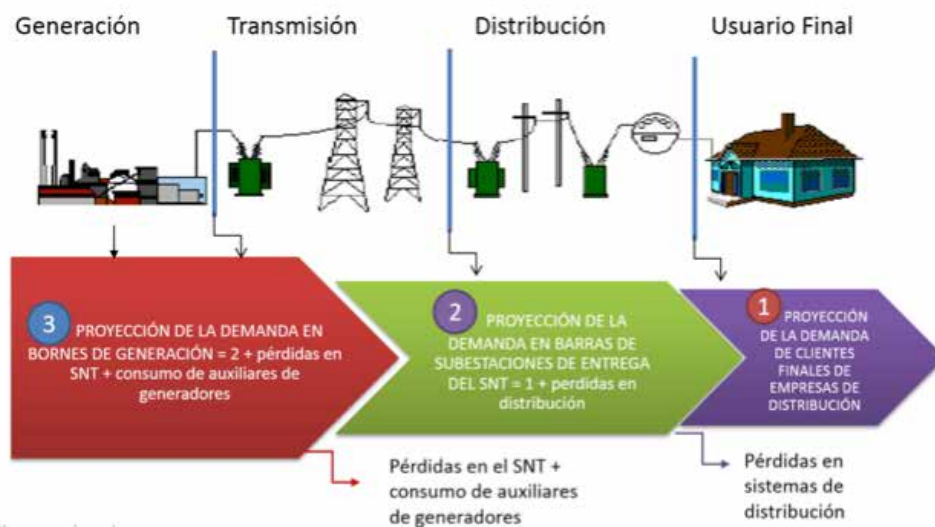 Generación
Transmisión
Distribución
Usuario Final
3 PROYECCIÓN DE LA DEMANDA EN
BORNES DE GENERACIÓN = 2 + pérdidas en
SNT + consumo de auxiliares de
generadores
2 PROYECCIÓN DE LA
DEMANDA EN BARRAS DE
SUBESTACIONES DE ENTREGA
DEL SNT = 1 + perdidas en
distribución
1 PROYECCIÓN
DE LA DEMANDA
DE CLIENTES
FINALES DE
EMPRESAS DE
DISTRIBUCIÓN
Pérdidas en el SNT +
consumo de auxiliares
de generadores
Pérdidas en
sistemas de
distribución